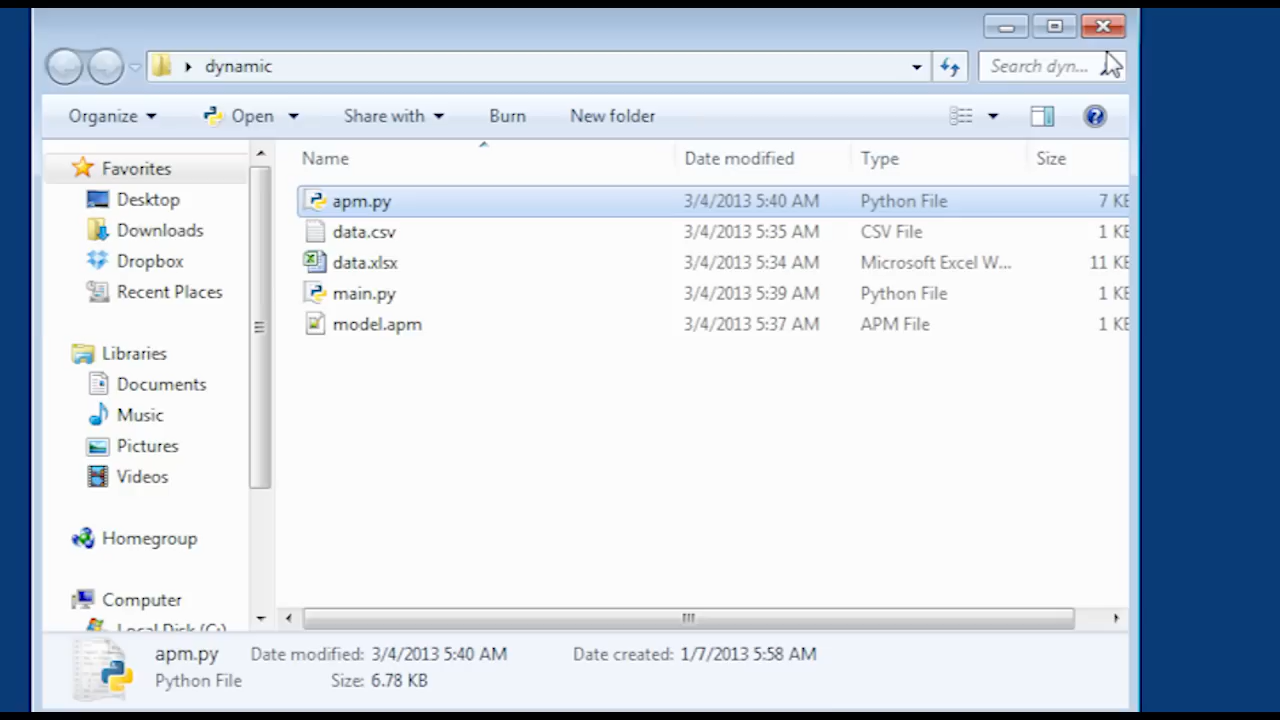 dynamic
Search dyn...
Organize Open Share with Burn New folder
Name Date modified Type Size
Favorites
Desktop
Downloads
Dropbox
Recent Places
Libraries
Documents
Music
Pictures
Videos
Homegroup
Computer
Local Disk (C:)
apm.py 3/4/2013 5:40 AM Python File 7 KB
data.csv 3/4/2013 5:35 AM CSV File 1 KB
data.xlsx 3/4/2013 5:34 AM Microsoft Excel W... 11 KB
main.py 3/4/2013 5:39 AM Python File 1 KB
model.apm 3/4/2013 5:37 AM APM File 1 KB
apm.py Date modified: 3/4/2013 5:40 AM Date created: 1/7/2013 5:58 AM
Python File Size: 6.78 KB